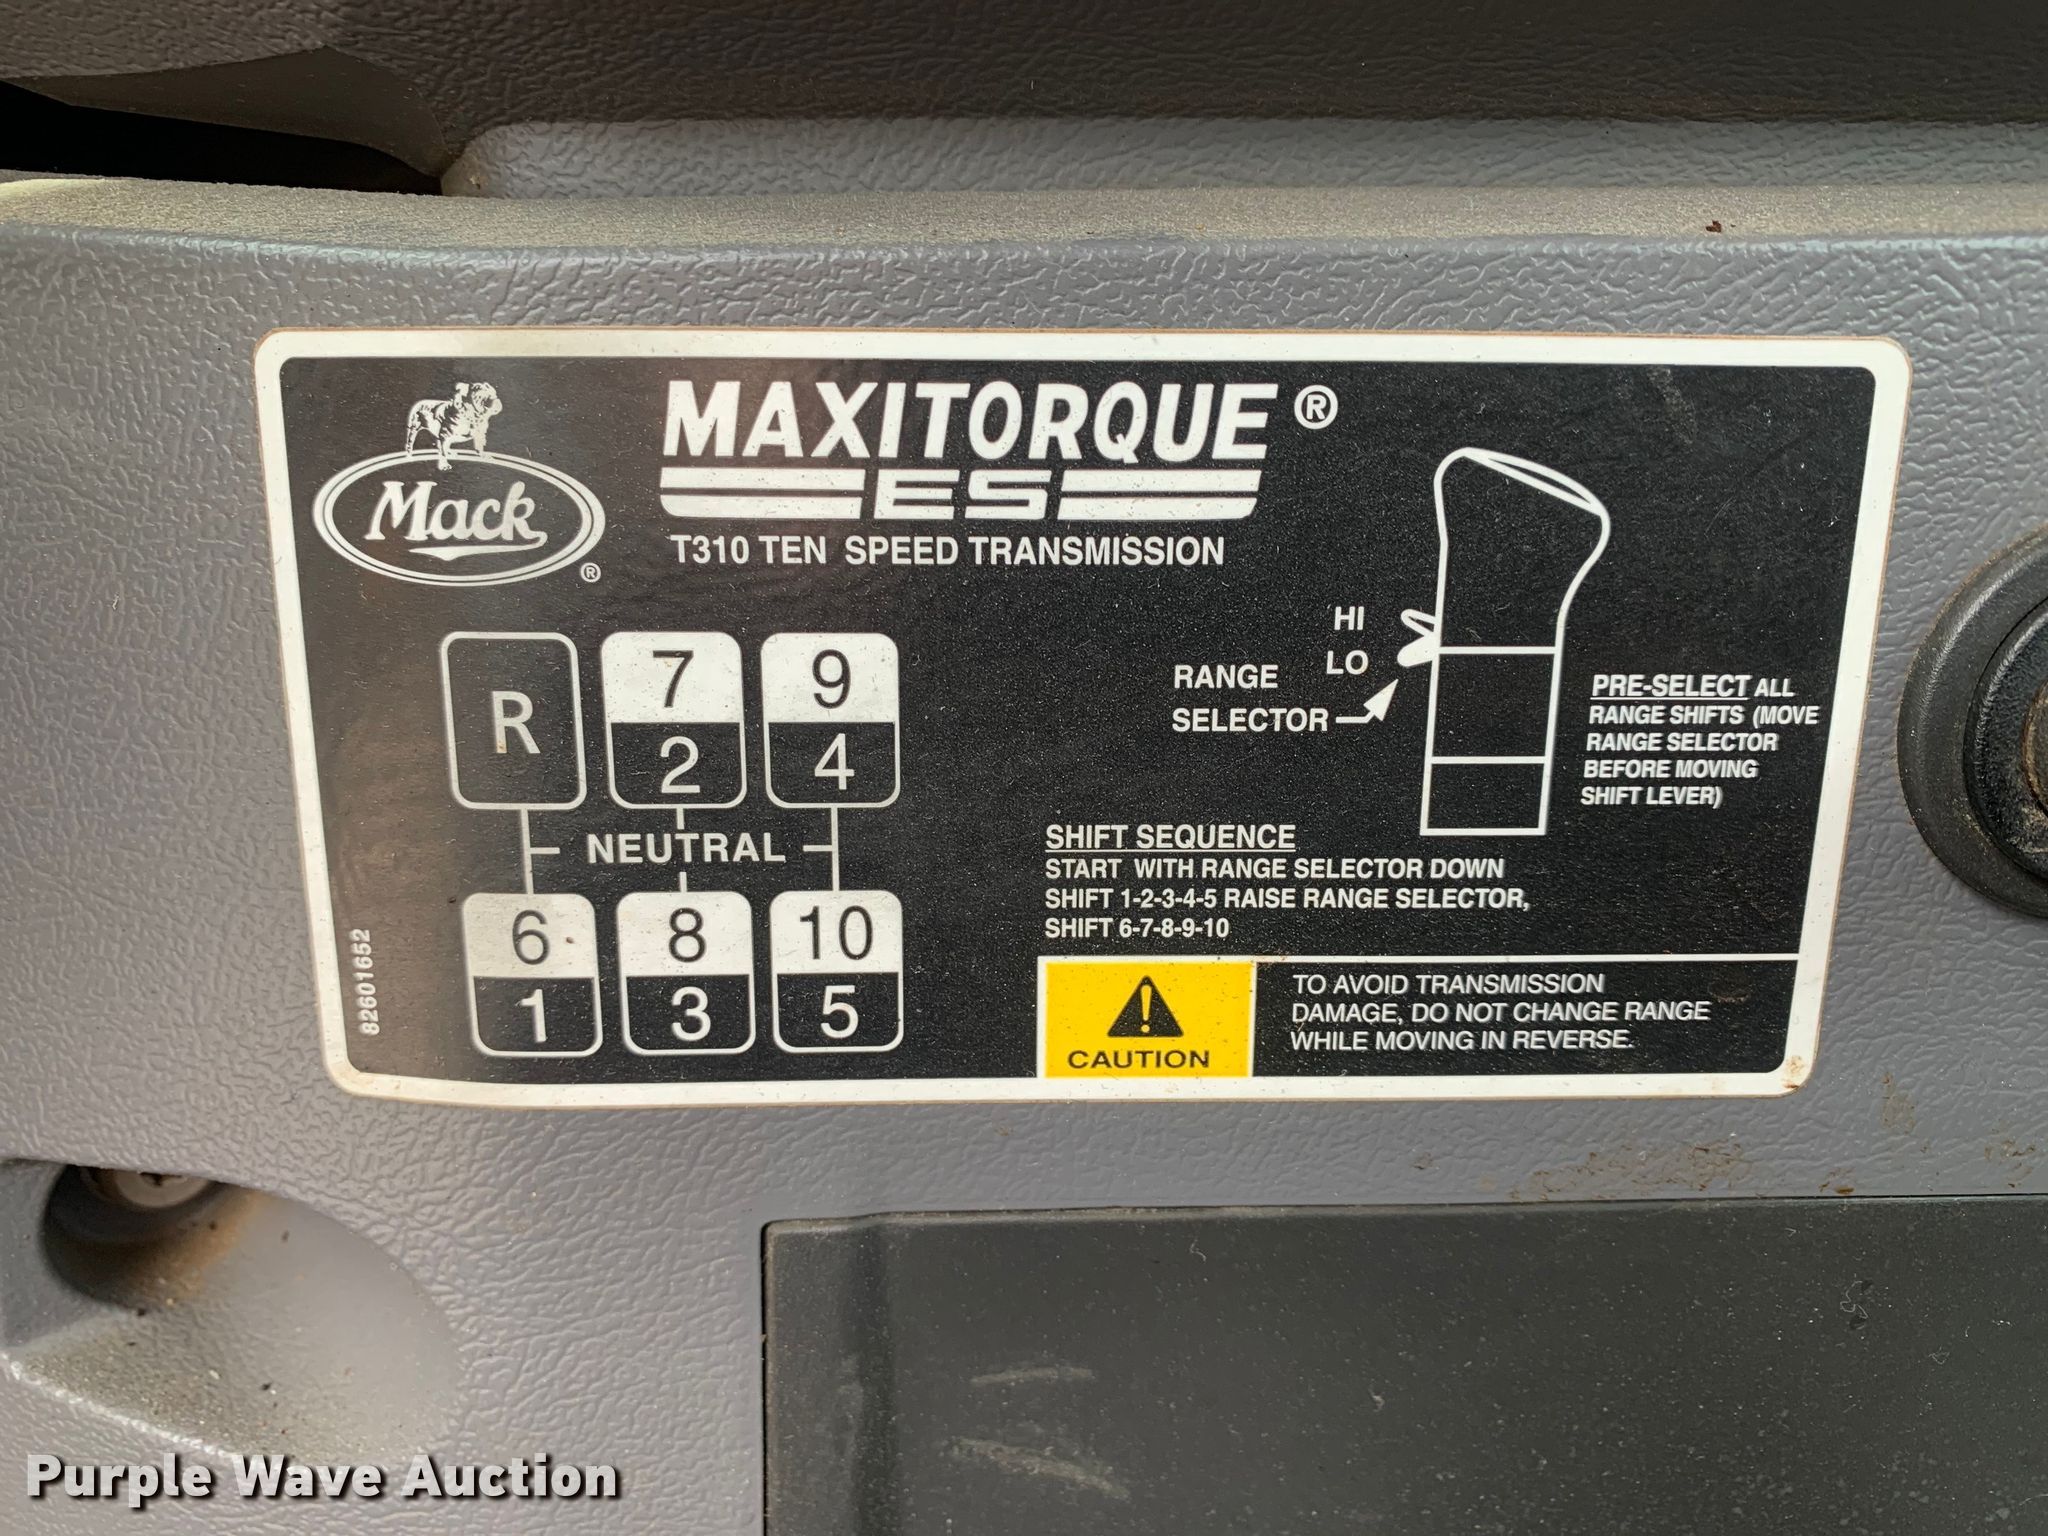 Mack ®
MAXITORQUE ®
ES
T310 TEN SPEED TRANSMISSION
R
7
2
9
4
NEUTRAL
6
1
8
3
10
5
82601652
HI
LO
RANGE
SELECTOR
PRE-SELECT ALL
RANGE SHIFTS (MOVE
RANGE SELECTOR
BEFORE MOVING
SHIFT LEVER)
SHIFT SEQUENCE
START WITH RANGE SELECTOR DOWN
SHIFT 1-2-3-4-5 RAISE RANGE SELECTOR,
SHIFT 6-7-8-9-10
CAUTION
TO AVOID TRANSMISSION
DAMAGE, DO NOT CHANGE RANGE
WHILE MOVING IN REVERSE.
Purple Wave Auction